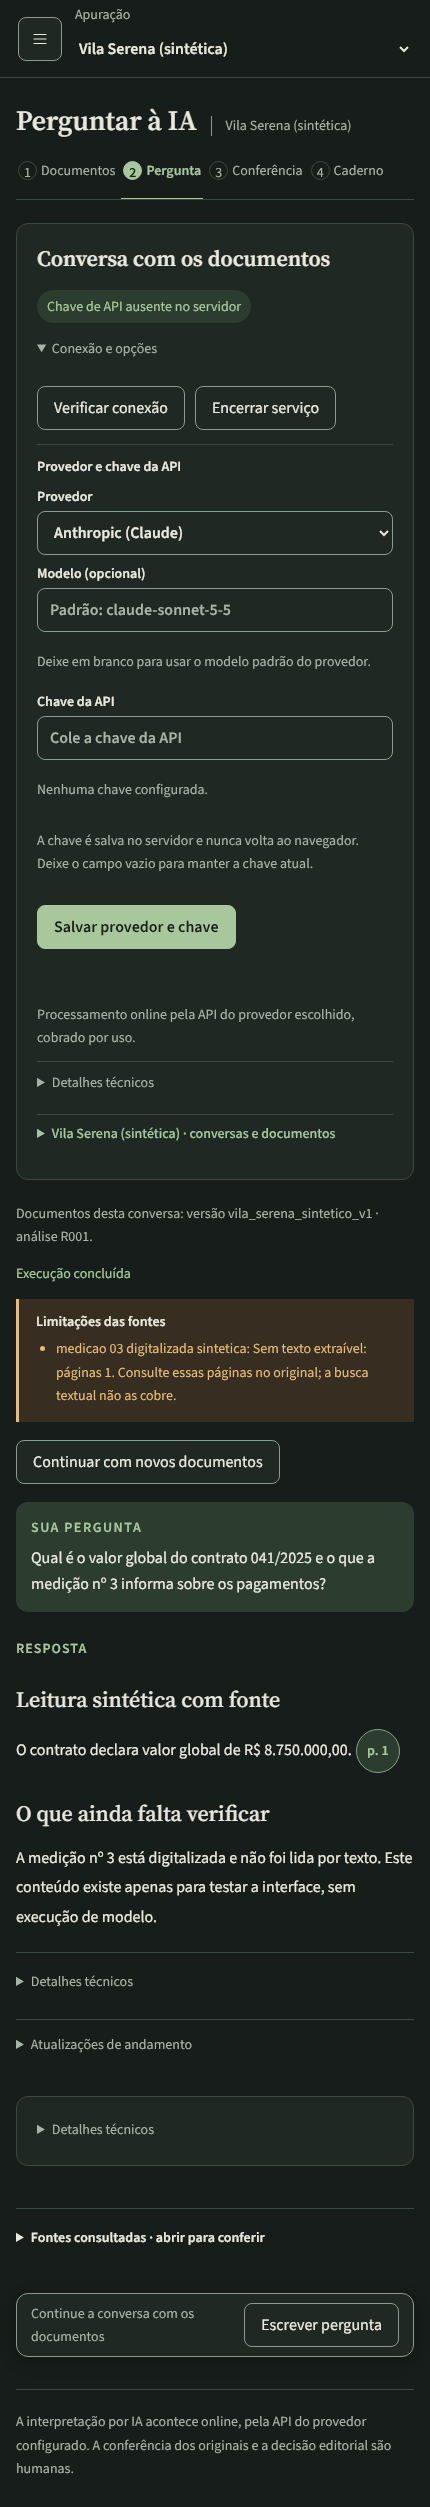 Apuração
Vila Serena (sintética)
Perguntar à IA
Vila Serena (sintética)
1 Documentos 2 Pergunta 3 Conferência 4 Caderno
Conversa com os documentos
Chave de API ausente no servidor
Conexão e opções
Verificar conexão
Encerrar serviço
Provedor e chave da API
Provedor
Anthropic (Claude)
Modelo (opcional)
Padrão: claude-sonnet-5-5
Deixe em branco para usar o modelo padrão do provedor.
Chave da API
Cole a chave da API
Nenhuma chave configurada.
A chave é salva no servidor e nunca volta ao navegador.
Deixe o campo vazio para manter a chave atual.
Salvar provedor e chave
Processamento online pela API do provedor escolhido,
cobrado por uso.
Detalhes técnicos
Vila Serena (sintética) · conversas e documentos
Documentos desta conversa: versão vila_serena_sintetico_v1 ·
análise R001.
Execução concluída
Limitações das fontes
• medicao 03 digitalizada sintetica: Sem texto extraível:
páginas 1. Consulte essas páginas no original; a busca
textual não as cobre.
Continuar com novos documentos
SUA PERGUNTA
Qual é o valor global do contrato 041/2025 e o que a
medição nº 3 informa sobre os pagamentos?
RESPOSTA
Leitura sintética com fonte
O contrato declara valor global de R$ 8.750.000,00. p. 1
O que ainda falta verificar
A medição nº 3 está digitalizada e não foi lida por texto. Este
conteúdo existe apenas para testar a interface, sem
execução de modelo.
Detalhes técnicos
Atualizações de andamento
Detalhes técnicos
Fontes consultadas · abrir para conferir
Continue a conversa com os
documentos
Escrever pergunta
A interpretação por IA acontece online, pela API do provedor
configurado. A conferência dos originais e a decisão editorial são
humanas.